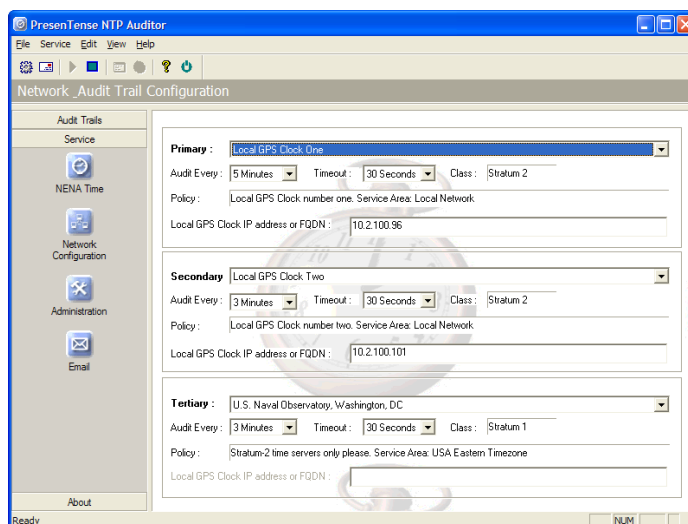 PresenTense NTP Auditor
File Service Edit View Help
Network _Audit Trail Configuration
Audit Trails
Service
NENA Time
Network
Configuration
Administration
Email
About
Primary : Local GPS Clock One
Audit Every : 5 Minutes Timeout : 30 Seconds Class : Stratum 2
Policy : Local GPS Clock number one. Service Area: Local Network
Local GPS Clock IP address or FQDN : 10.2.100.96
Secondary Local GPS Clock Two
Audit Every : 3 Minutes Timeout : 30 Seconds Class : Stratum 2
Policy : Local GPS Clock number two. Service Area: Local Network
Local GPS Clock IP address or FQDN : 10.2.100.101
Tertiary : U.S. Naval Observatory, Washington, DC
Audit Every : 3 Minutes Timeout : 30 Seconds Class : Stratum 1
Policy : Stratum-2 time servers only please. Service Area: USA Eastern Timezone
Local GPS Clock IP address or FQDN :
Ready NUM